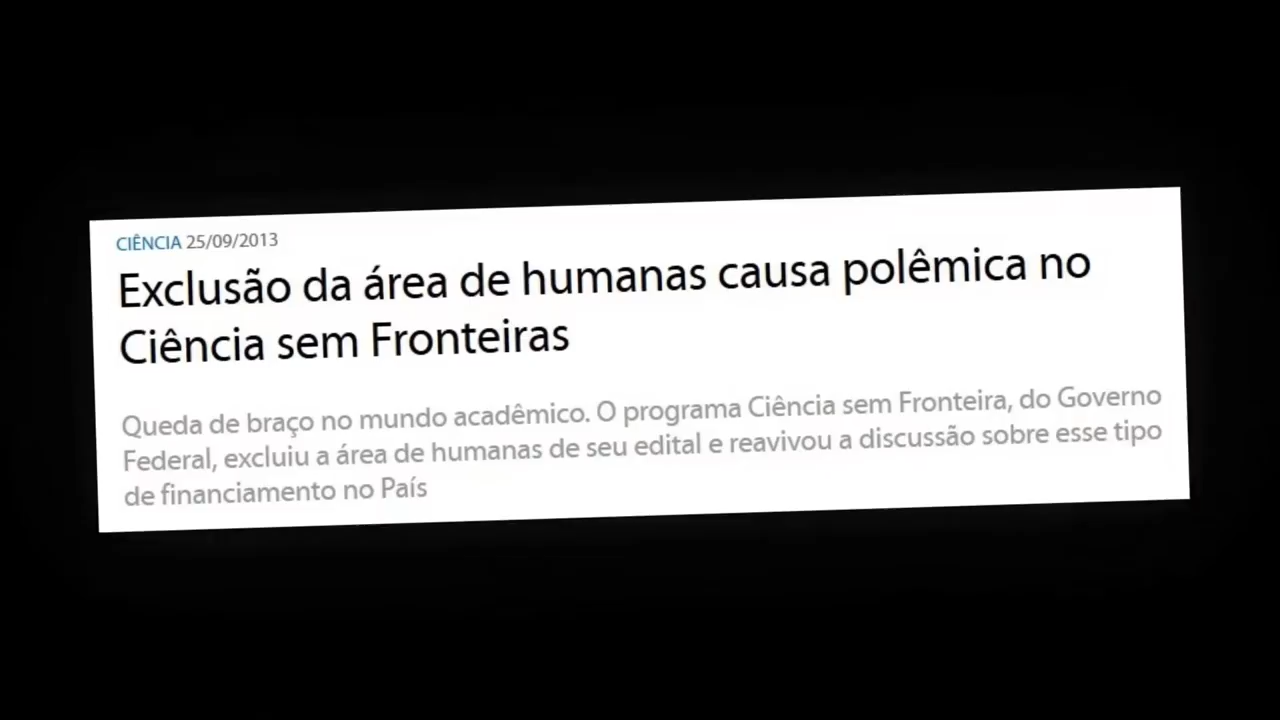 CIÊNCIA 25/09/2013
Exclusão da área de humanas causa polêmica no
Ciência sem Fronteiras
Queda de braço no mundo acadêmico. O programa Ciência sem Fronteira, do Governo
Federal, excluiu a área de humanas de seu edital e reavivou a discussão sobre esse tipo
de financiamento no País